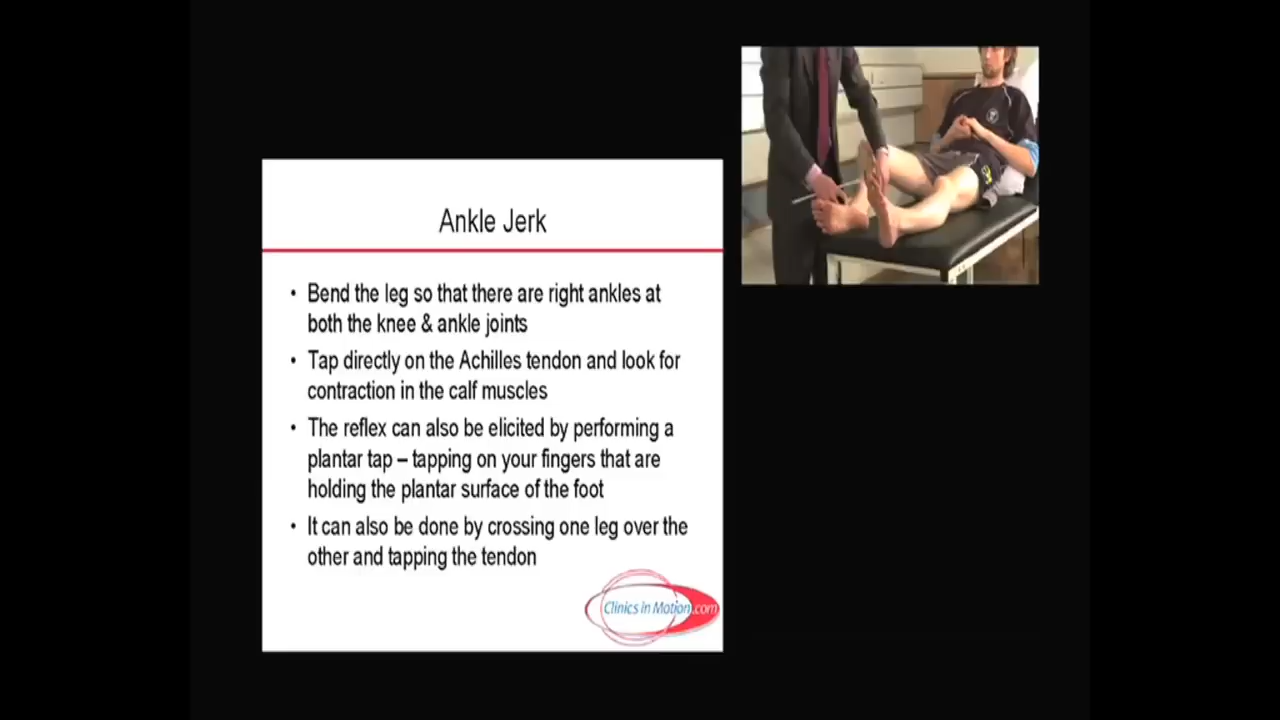 Ankle Jerk
• Bend the leg so that there are right ankles at
both the knee & ankle joints
• Tap directly on the Achilles tendon and look for
contraction in the calf muscles
• The reflex can also be elicited by performing a
plantar tap – tapping on your fingers that are
holding the plantar surface of the foot
• It can also be done by crossing one leg over the
other and tapping the tendon
Clinics in Motion.com